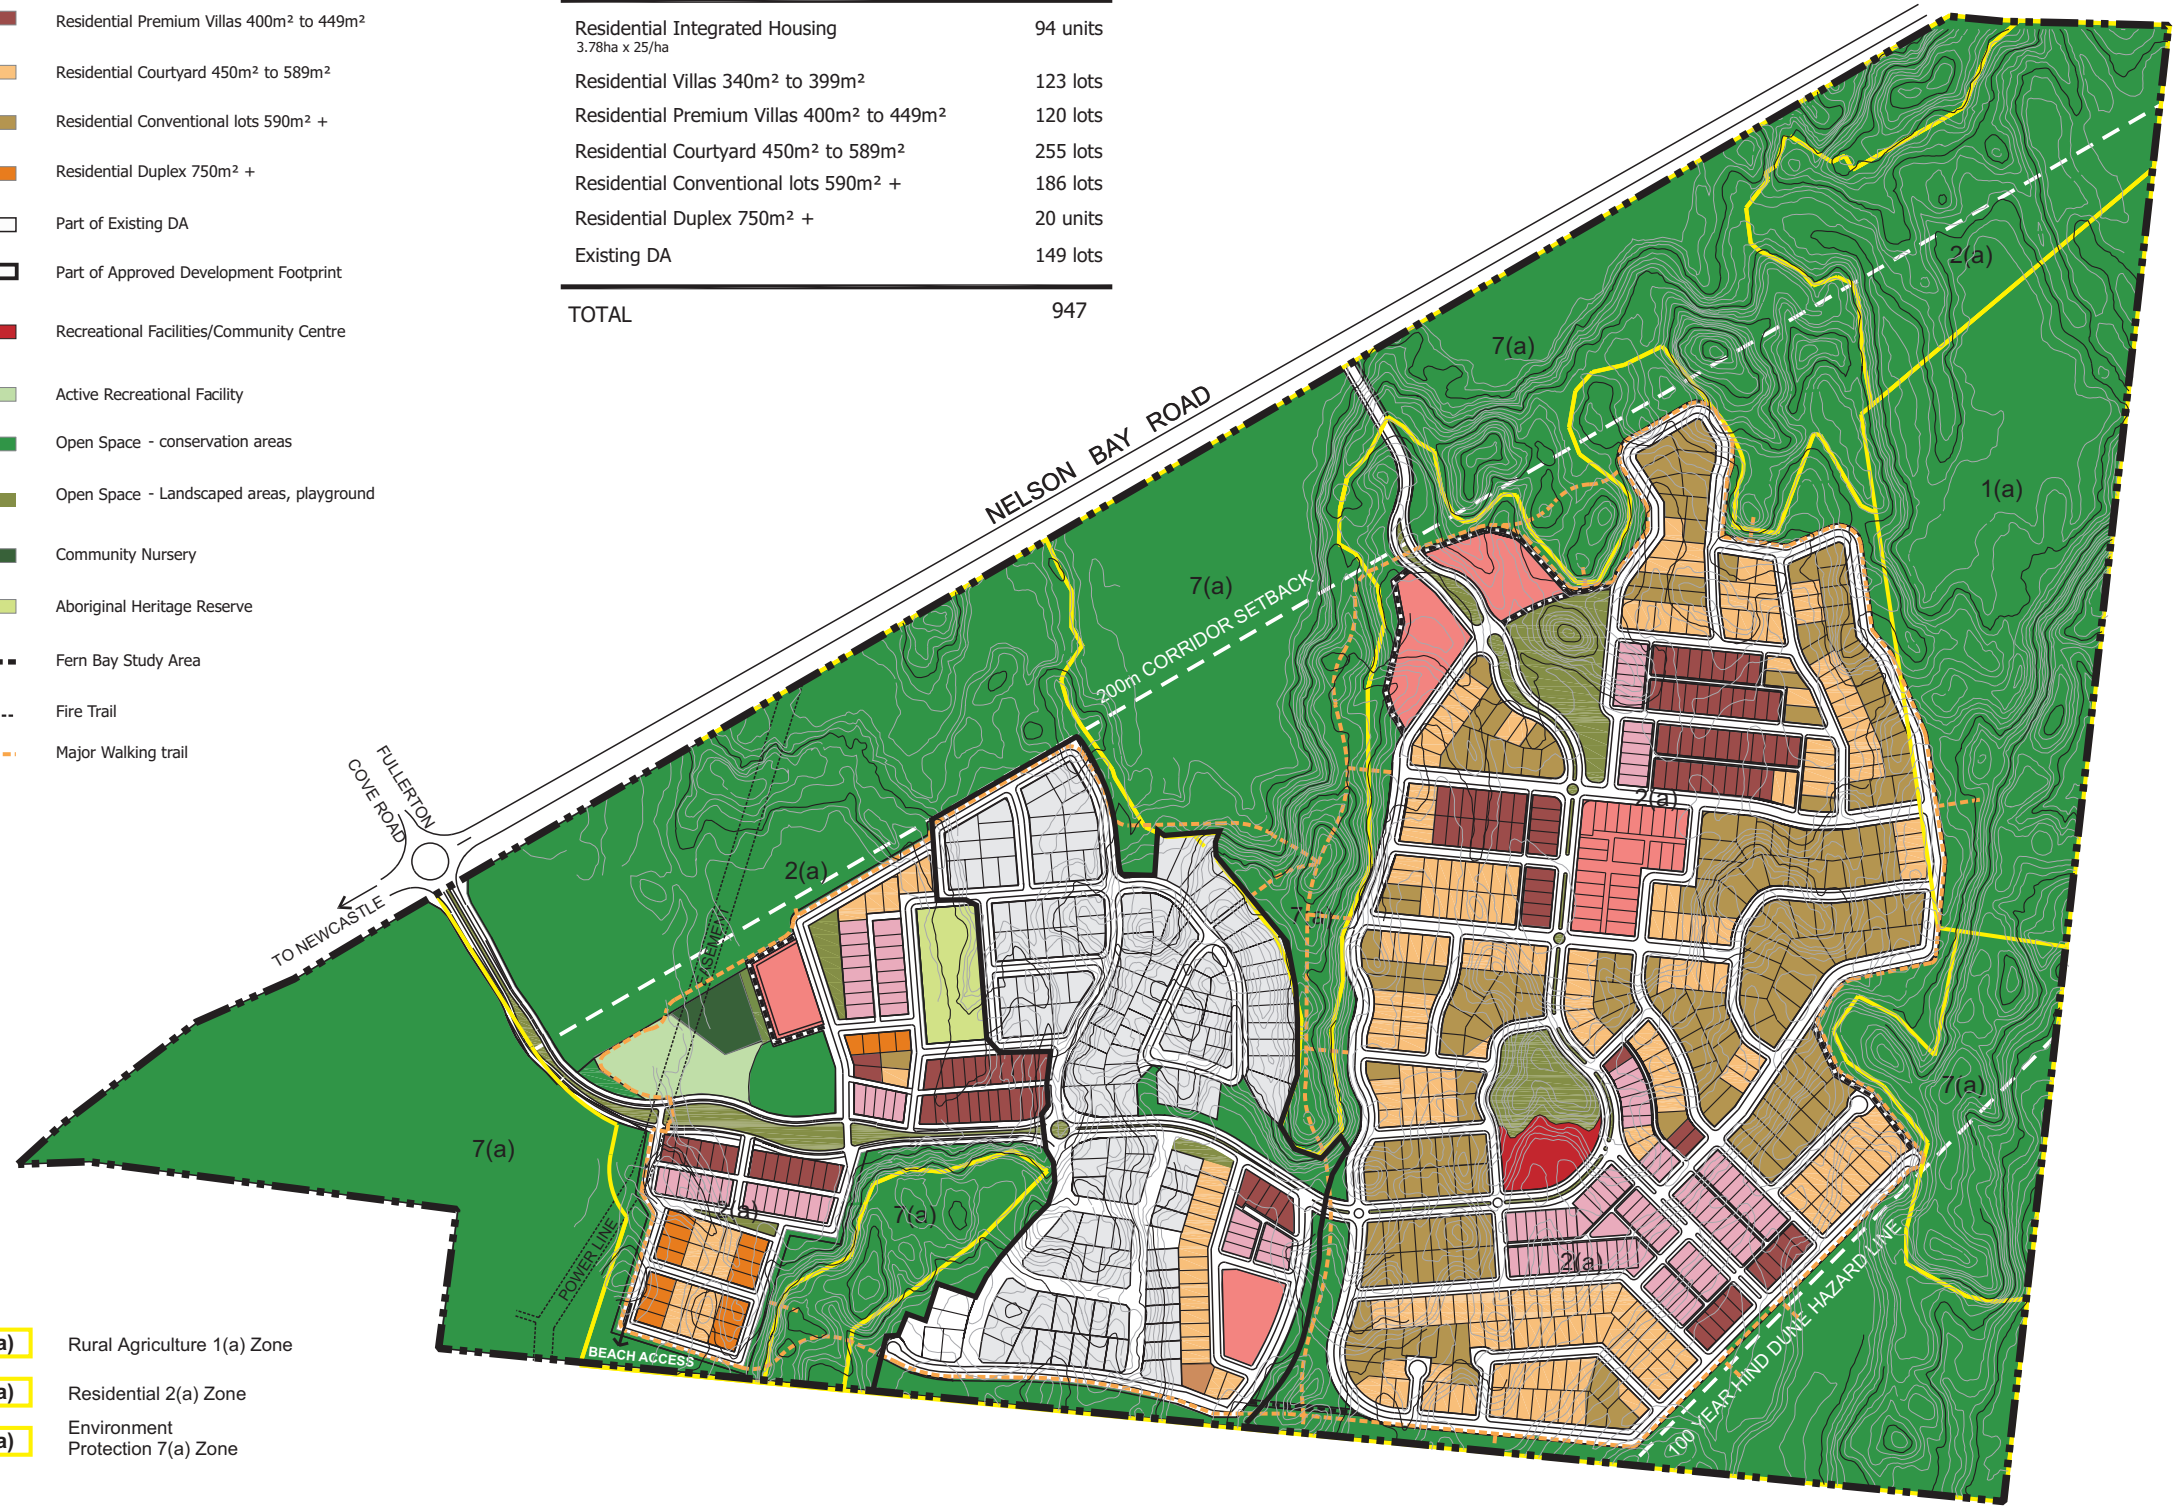 Residential Premium Villas 400m² to 449m²
Residential Courtyard 450m² to 589m²
Residential Conventional lots 590m² +
Residential Duplex 750m² +
Part of Existing DA
Part of Approved Development Footprint
Recreational Facilities/Community Centre
Active Recreational Facility
Open Space - conservation areas
Open Space - Landscaped areas, playground
Community Nursery
Aboriginal Heritage Reserve
Fern Bay Study Area
Fire Trail
Major Walking trail
Residential Integrated Housing 94 units
3.78ha x 25/ha
Residential Villas 340m² to 399m² 123 lots
Residential Premium Villas 400m² to 449m² 120 lots
Residential Courtyard 450m² to 589m² 255 lots
Residential Conventional lots 590m² + 186 lots
Residential Duplex 750m² + 20 units
Existing DA 149 lots
TOTAL 947
NELSON BAY ROAD
FULLERTON
COVE ROAD
TO NEWCASTLE
200m CORRIDOR SETBACK
2(a)
7(a)
1(a)
7(a)
2(a)
2(a)
7(a)
7(a)
2(a)
7(a)
2(a)
POWER LINE
BEACH ACCESS
100 YEAR HIND DUNE HAZARD LINE
a) Rural Agriculture 1(a) Zone
a) Residential 2(a) Zone
a) Environment
Protection 7(a) Zone